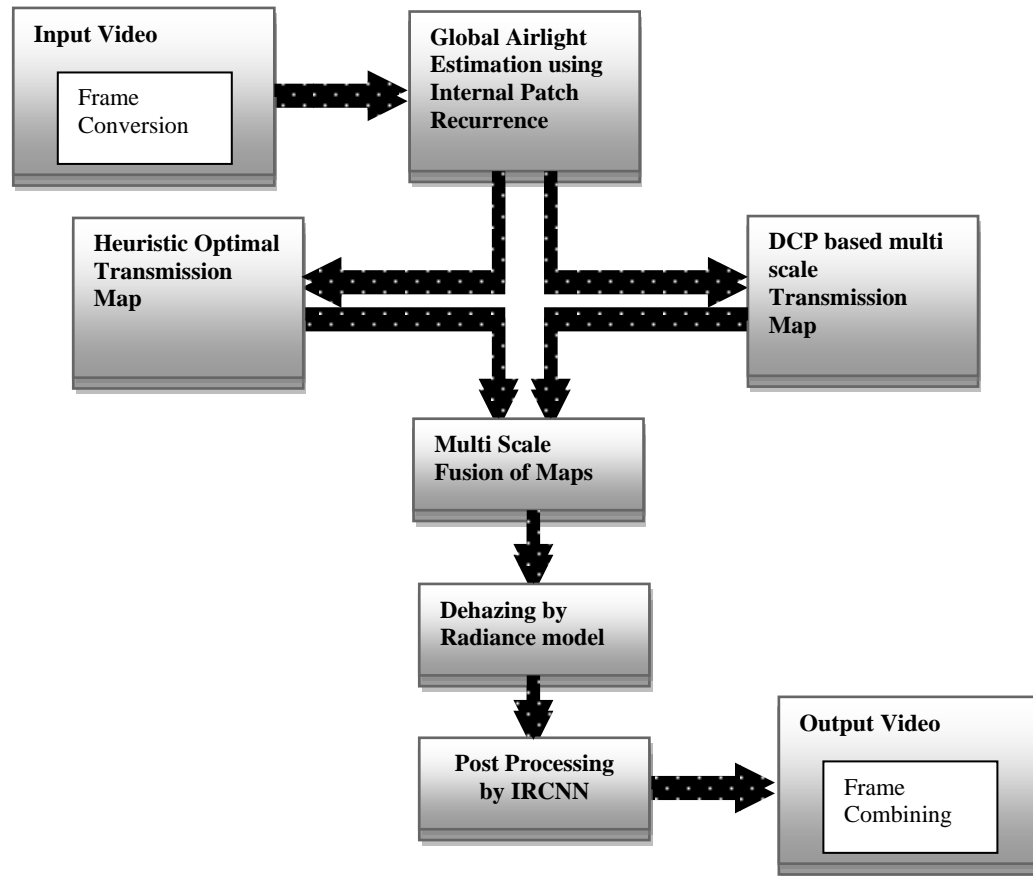 Input Video
Frame
Conversion
Global Airlight
Estimation using
Internal Patch
Recurrence
Heuristic Optimal
Transmission
Map
DCP based multi
scale
Transmission
Map
Multi Scale
Fusion of Maps
Dehazing by
Radiance model
Post Processing
by IRCNN
Output Video
Frame
Combining